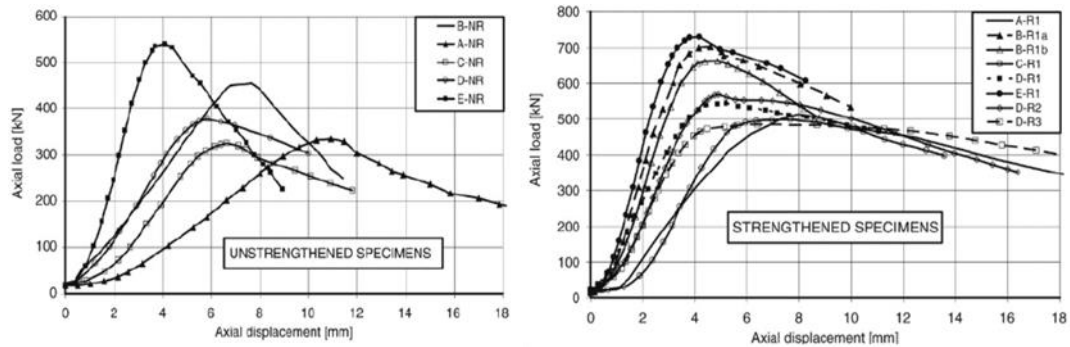 600
500
400
300
200
100
0
0 2 4 6 8 10 12 14 16 18
Axial load [kN]
Axial displacement [mm]
B-NR
A-NR
C-NR
D-NR
E-NR
UNSTRENGTHENED SPECIMENS
800
700
600
500
400
300
200
100
0
0 2 4 6 8 10 12 14 16 18
Axial load [kN]
Axial displacement [mm]
A-R1
B-R1a
B-R1b
C-R1
D-R1
E-R1
D-R2
D-R3
STRENGTHENED SPECIMENS